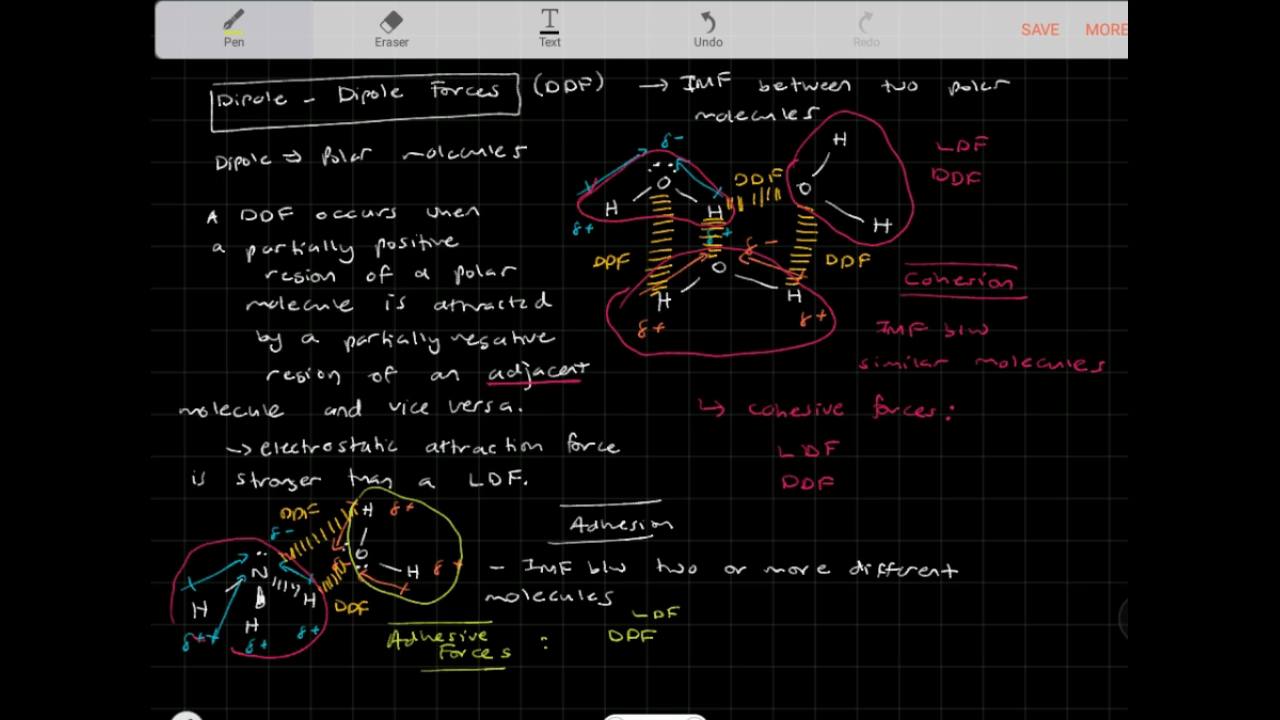 Pen
Eraser
Text
Undo
Redo
SAVE
MORE
Dipole - Dipole Forces (DDF) → IMF between two polar
molecules
Dipole ⇒ Polar molecules
A DDF occurs when
a partially positive
region of a polar
molecule is attracted
by a partially negative
region of an adjacent
molecule and vice versa.
↳ electrostatic attraction force
is stronger than a LDF.
δ-
O
H
H
δ+
δ+
DDF
H
O
H
LDF
DDF
DDF
δ-
DDF
O
H
H
δ+
δ+
Cohesion
IMF b/w
similar molecules
↳ cohesive forces:
LDF
DDF
DDF
δ-
N
H
H
H
δ+
δ+
δ+
H δ+
O
H δ+
DDF
Adhesion
- IMF b/w two or more different
molecules
Adhesive
Forces :
LDF
DDF